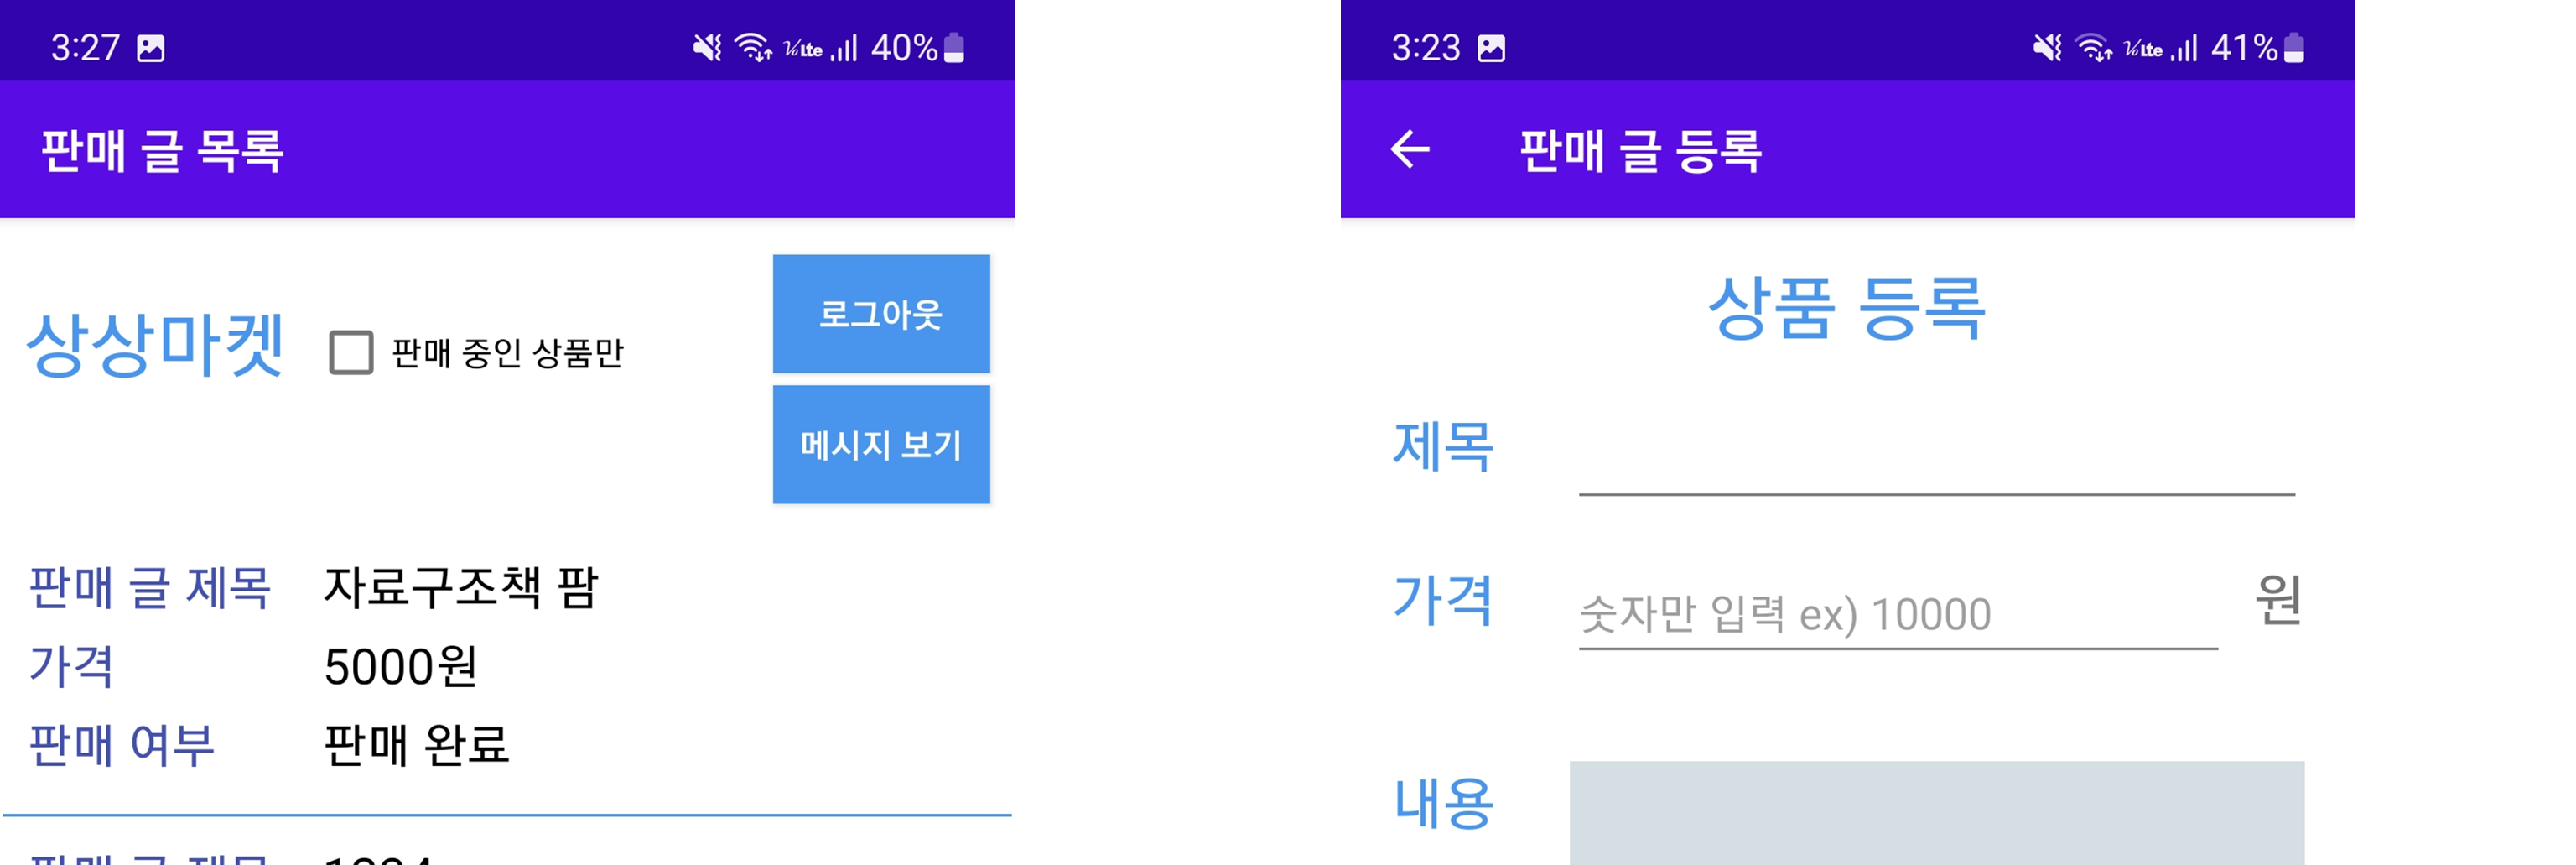 3:27
VoLte 40%
판매 글 목록
상상마켓
판매 중인 상품만
로그아웃
메시지 보기
판매 글 제목 자료구조책 팜
가격 5000원
판매 여부 판매 완료
3:23
VoLte 41%
판매 글 등록
상품 등록
제목
가격 숫자만 입력 ex) 10000 원
내용